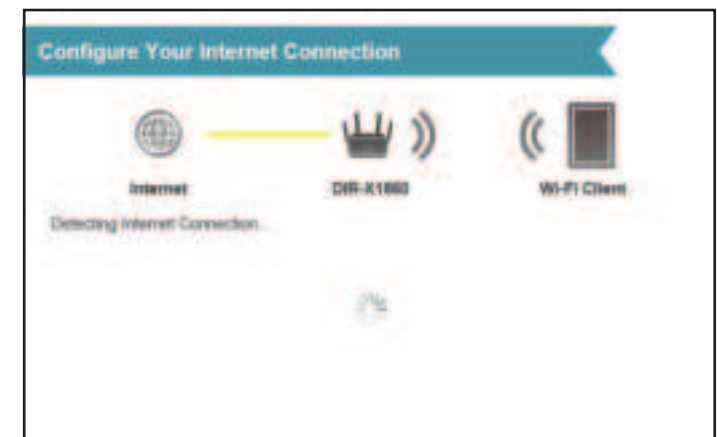 Configure Your Internet Connection
Internet
DIR-X1860
Wi-Fi Client
Detecting Internet Connection...